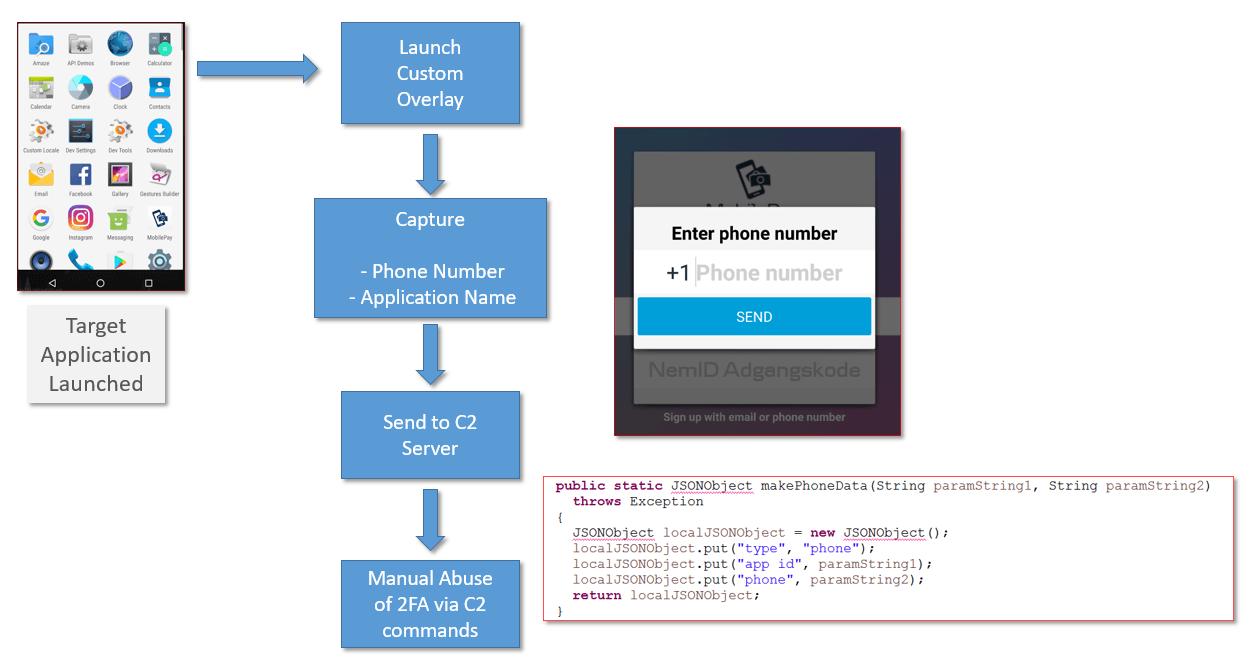 Amaze
API Demos
Browser
Calculator
Calendar
Camera
Clock
Contacts
Custom Locale
Dev Settings
Dev Tools
Downloads
Email
Facebook
Gallery
Gestures Builder
Google
Instagram
Messaging
MobilePay
Target
Application
Launched
Launch
Custom
Overlay
Capture
- Phone Number
- Application Name
Send to C2
Server
Manual Abuse
of 2FA via C2
commands
Enter phone number
+1 Phone number
SEND
NemID Adgangskode
Sign up with email or phone number
public static JSONObject makePhoneData(String paramString1, String paramString2)
throws Exception
{
JSONObject localJSONObject = new JSONObject();
localJSONObject.put("type", "phone");
localJSONObject.put("app id", paramString1);
localJSONObject.put("phone", paramString2);
return localJSONObject;
}